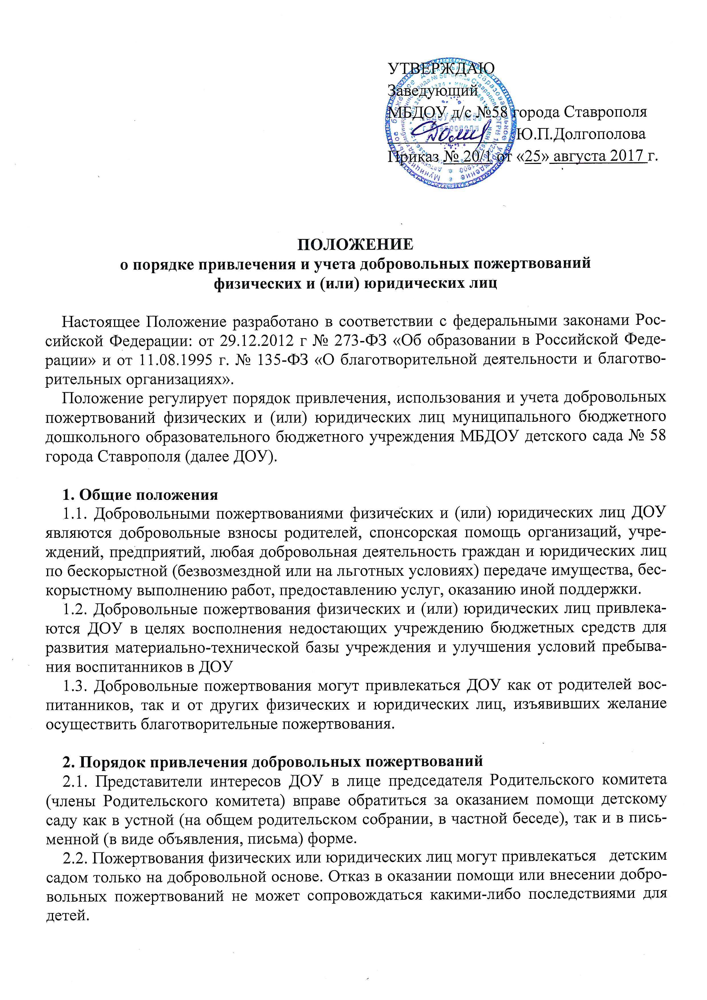 УТВЕРЖДАЮ
Заведующий
МБДОУ д/с №58 города Ставрополя
Ю.П.Долгополова
Приказ № 20/1 от «25» августа 2017 г.
ПОЛОЖЕНИЕ
о порядке привлечения и учета добровольных пожертвований
физических и (или) юридических лиц
Настоящее Положение разработано в соответствии с федеральными законами Рос-
сийской Федерации: от 29.12.2012 г № 273-ФЗ «Об образовании в Российской Феде-
рации» и от 11.08.1995 г. № 135-ФЗ «О благотворительной деятельности и благотво-
рительных организациях».
Положение регулирует порядок привлечения, использования и учета добровольных
пожертвований физических и (или) юридических лиц муниципального бюджетного
дошкольного образовательного бюджетного учреждения МБДОУ детского сада № 58
города Ставрополя (далее ДОУ).
1. Общие положения
1.1. Добровольными пожертвованиями физических и (или) юридических лиц ДОУ
являются добровольные взносы родителей, спонсорская помощь организаций, учре-
ждений, предприятий, любая добровольная деятельность граждан и юридических лиц
по бескорыстной (безвозмездной или на льготных условиях) передаче имущества, бес-
корыстному выполнению работ, предоставлению услуг, оказанию иной поддержки.
1.2. Добровольные пожертвования физических и (или) юридических лиц привлека-
ются ДОУ в целях восполнения недостающих учреждению бюджетных средств для
развития материально-технической базы учреждения и улучшения условий пребыва-
ния воспитанников в ДОУ
1.3. Добровольные пожертвования могут привлекаться ДОУ как от родителей вос-
питанников, так и от других физических и юридических лиц, изъявивших желание
осуществить благотворительные пожертвования.
2. Порядок привлечения добровольных пожертвований
2.1. Представители интересов ДОУ в лице председателя Родительского комитета
(члены Родительского комитета) вправе обратиться за оказанием помощи детскому
саду как в устной (на общем родительском собрании, в частной беседе), так и в пись-
менной (в виде объявления, письма) форме.
2.2. Пожертвования физических или юридических лиц могут привлекаться детским
садом только на добровольной основе. Отказ в оказании помощи или внесении добро-
вольных пожертвований не может сопровождаться какими-либо последствиями для
детей.